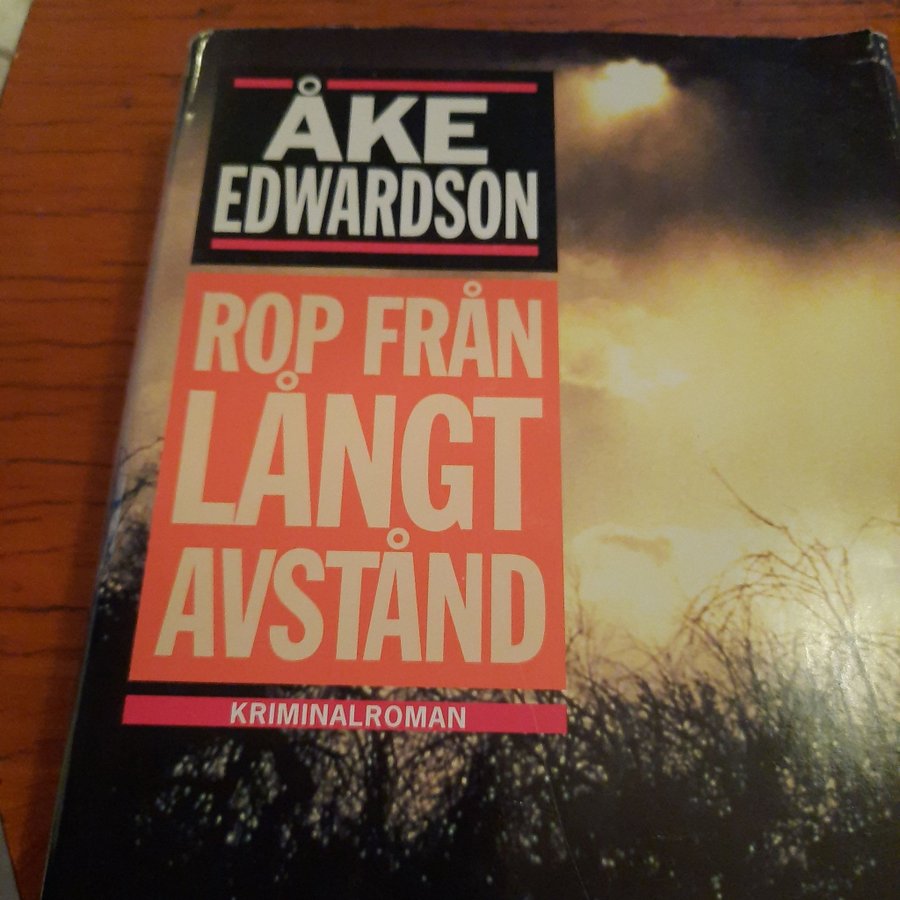 ÅKE
EDWARDSON
ROP FRÅN
LÅNGT
AVSTÅND
KRIMINALROMAN